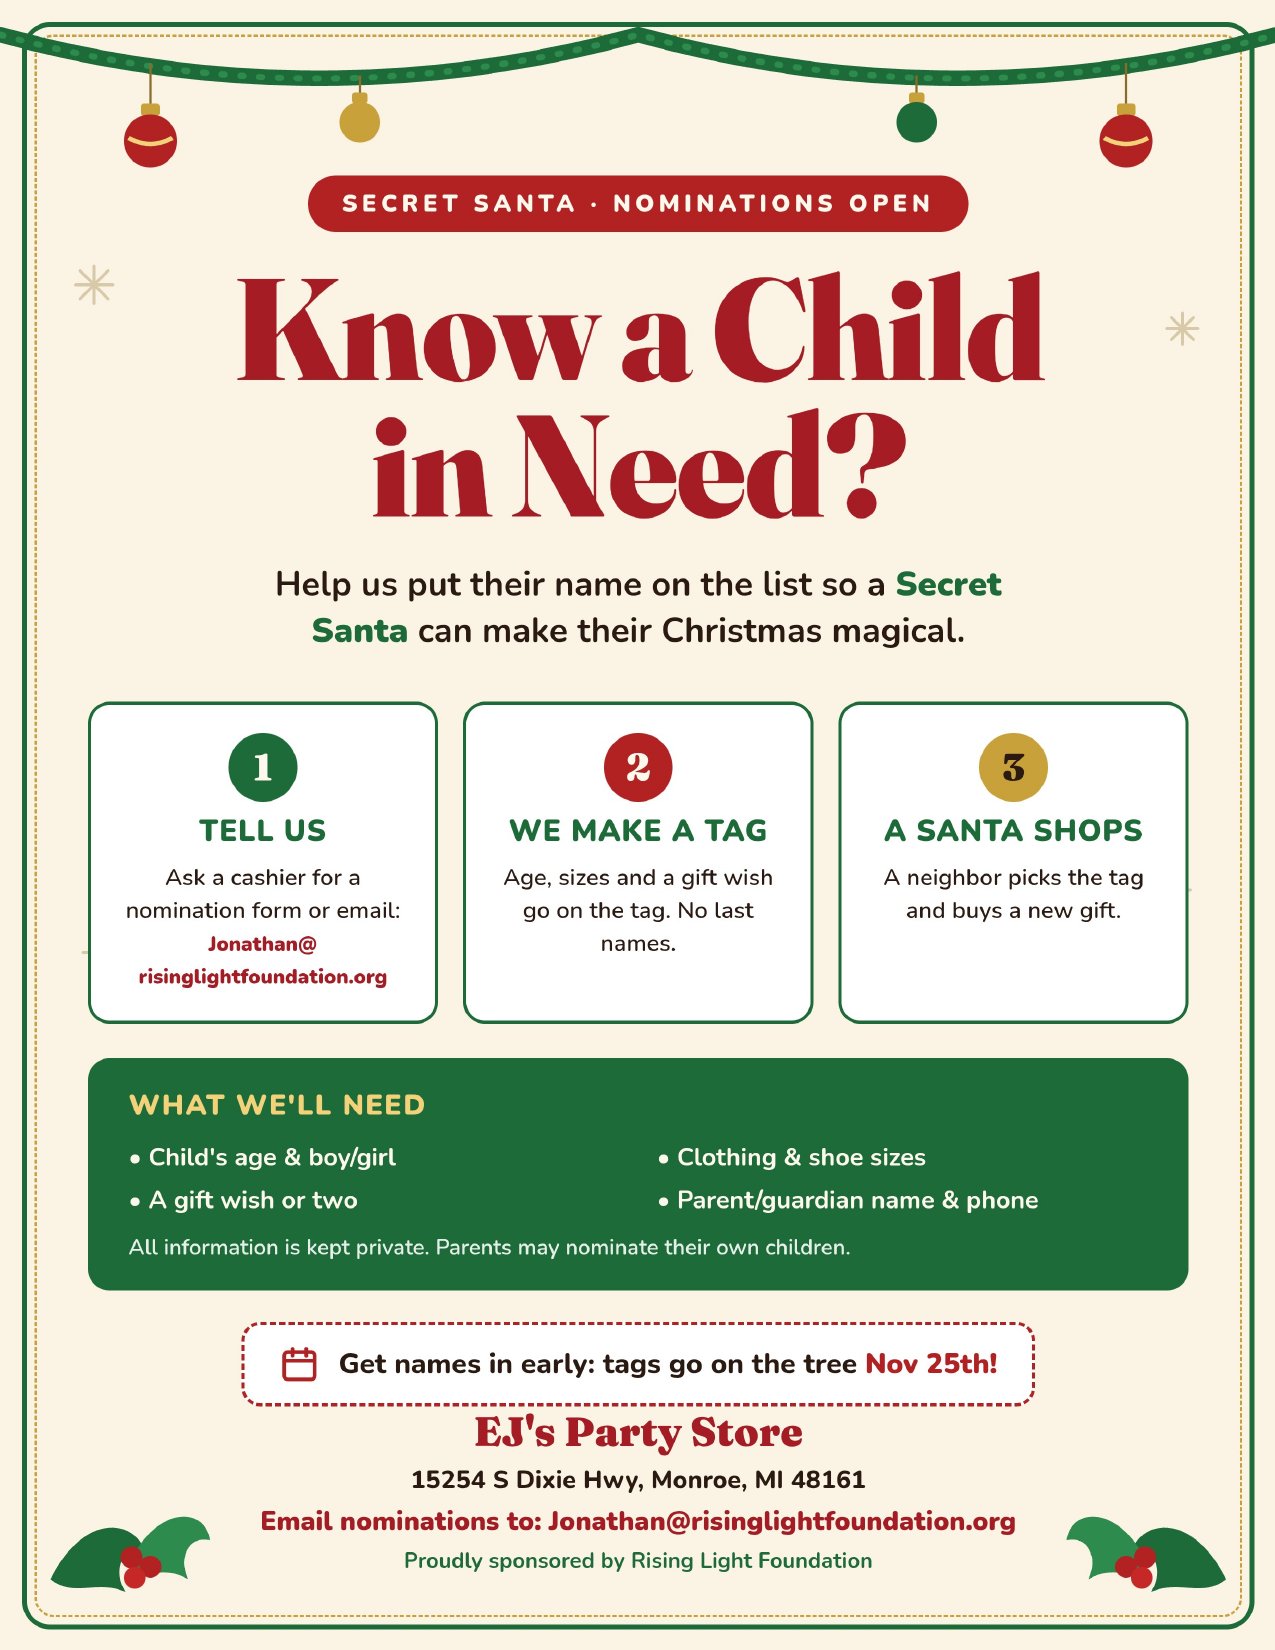 SECRET SANTA · NOMINATIONS OPEN
Know a Child
in Need?
Help us put their name on the list so a Secret
Santa can make their Christmas magical.
1
TELL US
Ask a cashier for a
nomination form or email:
Jonathan@
risinglightfoundation.org
2
WE MAKE A TAG
Age, sizes and a gift wish
go on the tag. No last
names.
3
A SANTA SHOPS
A neighbor picks the tag
and buys a new gift.
WHAT WE'LL NEED
• Child's age & boy/girl
• Clothing & shoe sizes
• A gift wish or two
• Parent/guardian name & phone
All information is kept private. Parents may nominate their own children.
Get names in early: tags go on the tree Nov 25th!
EJ's Party Store
15254 S Dixie Hwy, Monroe, MI 48161
Email nominations to: Jonathan@risinglightfoundation.org
Proudly sponsored by Rising Light Foundation